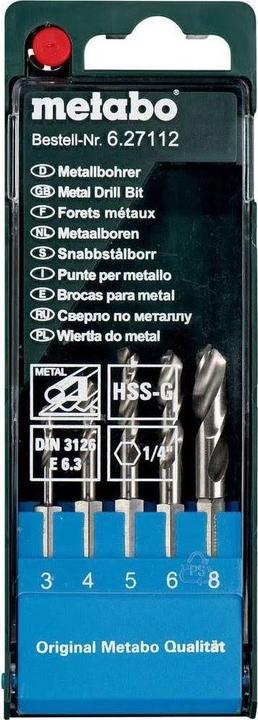 metabo
Bestell-Nr. 6.27112
D Metallbohrer
GB Metal Drill Bit
F Forets métaux
NL Metaalboren
S Snabbstålborr
I Punte per metallo
E Brocas para metal
RU Сверло по металлу
PL Wiertła do metal
METAL
HSS-G
DIN 3126
E 6.3
1/4"
3 4 5 6 8
PS
Original Metabo Qualität